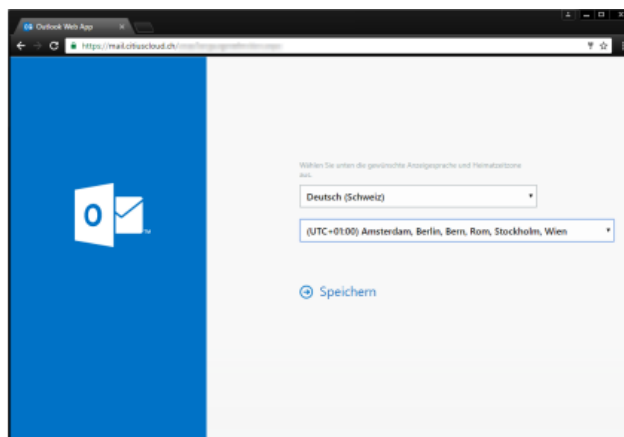 Outlook Web App
https://mail.citiuscloud.ch/
Wählen Sie unten die gewünschte Anzeigesprache und Heimatzeitzone
aus.
Deutsch (Schweiz)
(UTC+01:00) Amsterdam, Berlin, Bern, Rom, Stockholm, Wien
Speichern